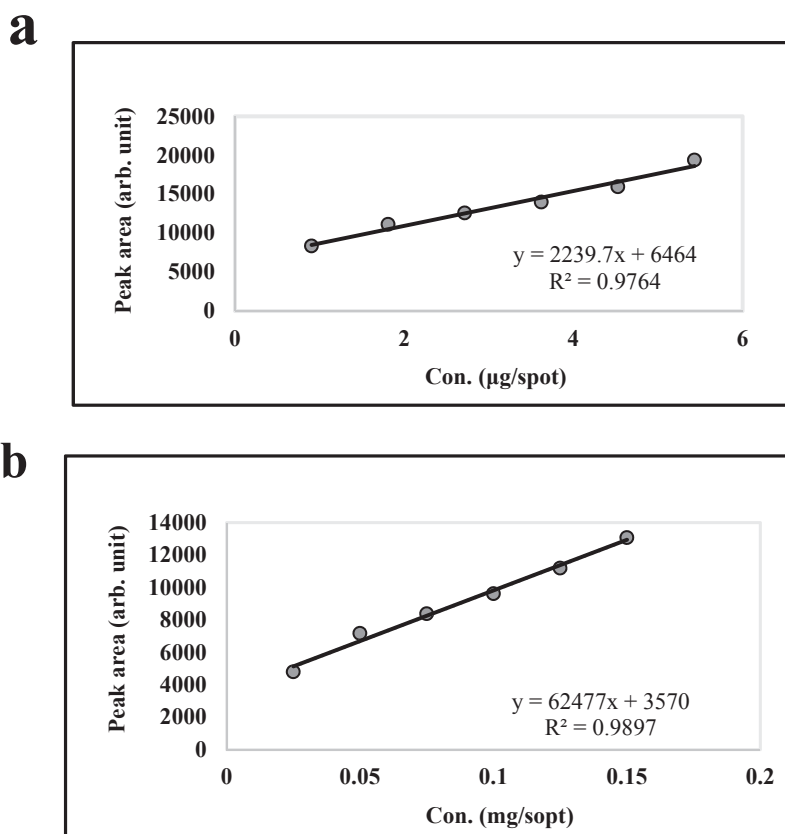 a
Peak area (arb. unit)
25000
20000
15000
10000
5000
0
y = 2239.7x + 6464
R² = 0.9764
0 2 4 6
Con. (µg/spot)
b
Peak area (arb. unit)
14000
12000
10000
8000
6000
4000
2000
0
y = 62477x + 3570
R² = 0.9897
0 0.05 0.1 0.15 0.2
Con. (mg/sopt)